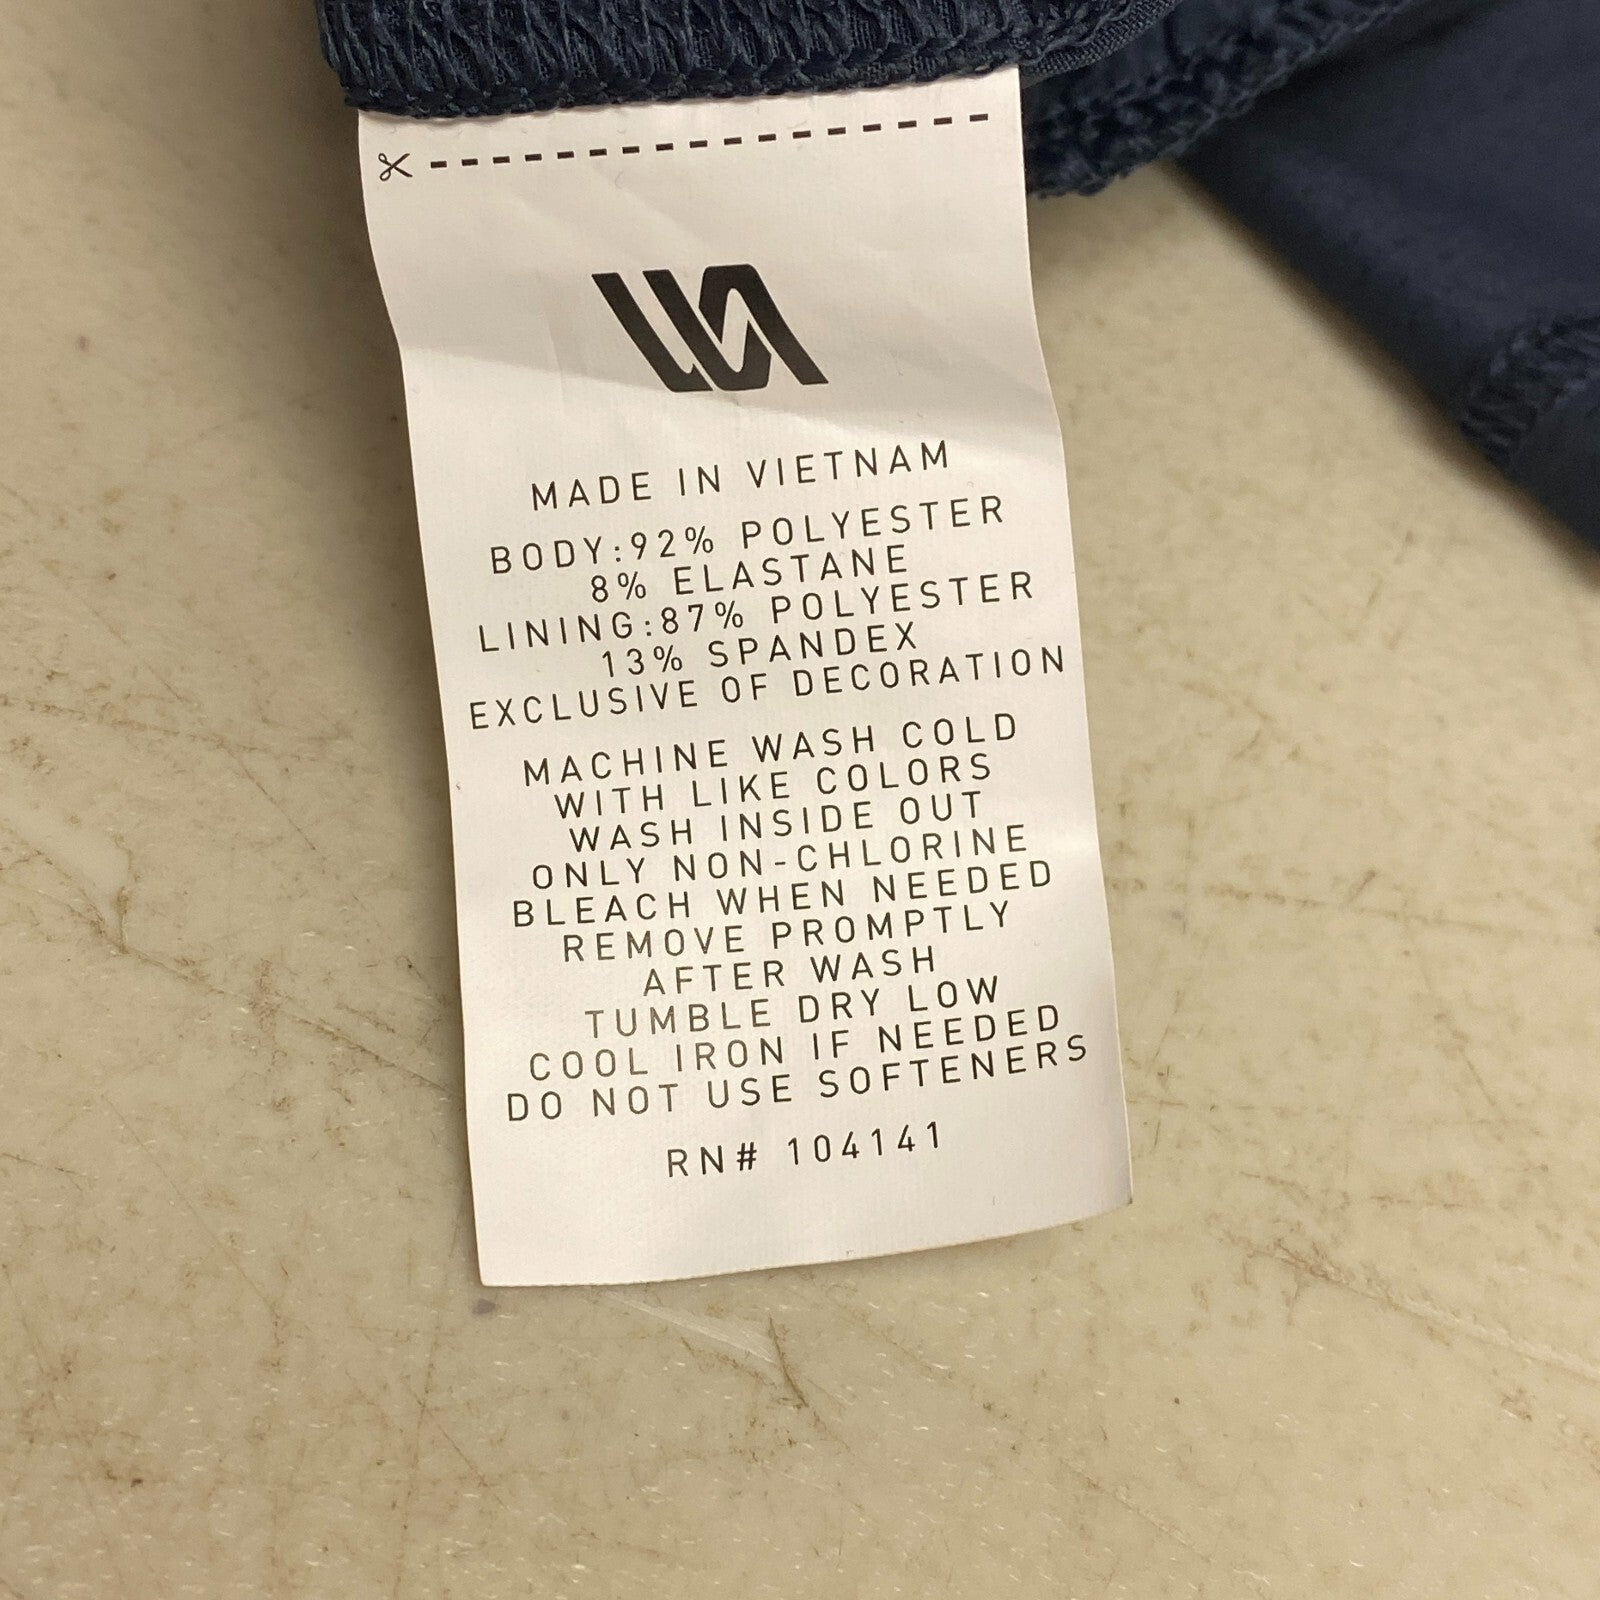 MADE IN VIETNAM
BODY:92% POLYESTER
8% ELASTANE
LINING:87% POLYESTER
13% SPANDEX
EXCLUSIVE OF DECORATION
MACHINE WASH COLD
WITH LIKE COLORS
WASH INSIDE OUT
ONLY NON-CHLORINE
BLEACH WHEN NEEDED
REMOVE PROMPTLY
AFTER WASH
TUMBLE DRY LOW
COOL IRON IF NEEDED
DO NOT USE SOFTENERS
RN# 104141